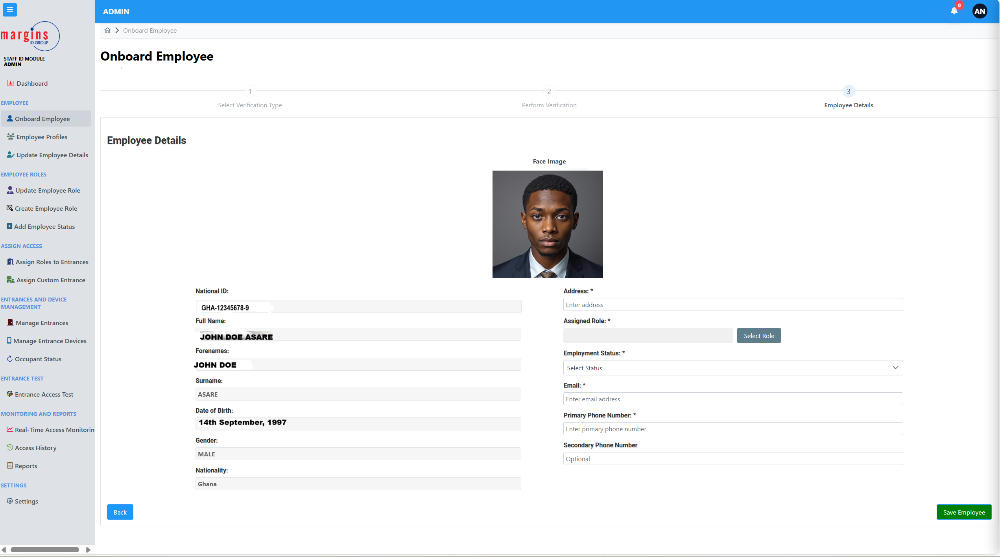 ADMIN
0
AN
margins
ID GROUP
STAFF ID MODULE
ADMIN
Dashboard
EMPLOYEE
Onboard Employee
Employee Profiles
Update Employee Details
EMPLOYEE ROLES
Update Employee Role
Create Employee Role
Add Employee Status
ASSIGN ACCESS
Assign Roles to Entrances
Assign Custom Entrance
ENTRANCES AND DEVICE
MANAGEMENT
Manage Entrances
Manage Entrance Devices
Occupant Status
ENTRANCE TEST
Entrance Access Test
MONITORING AND REPORTS
Real-Time Access Monitoring
Access History
Reports
SETTINGS
Settings
Onboard Employee
Onboard Employee
1
Select Verification Type
2
Perform Verification
3
Employee Details
Employee Details
Face Image
National ID:
GHA-12345678-9
Full Name:
JOHN DOE ASARE
Forenames:
JOHN DOE
Surname:
ASARE
Date of Birth:
14th September, 1997
Gender:
MALE
Nationality:
Ghana
Address: *
Enter address
Assigned Role: *
Select Role
Employment Status: *
Select Status
Email: *
Enter email address
Primary Phone Number: *
Enter primary phone number
Secondary Phone Number
Optional
Back
Save Employee